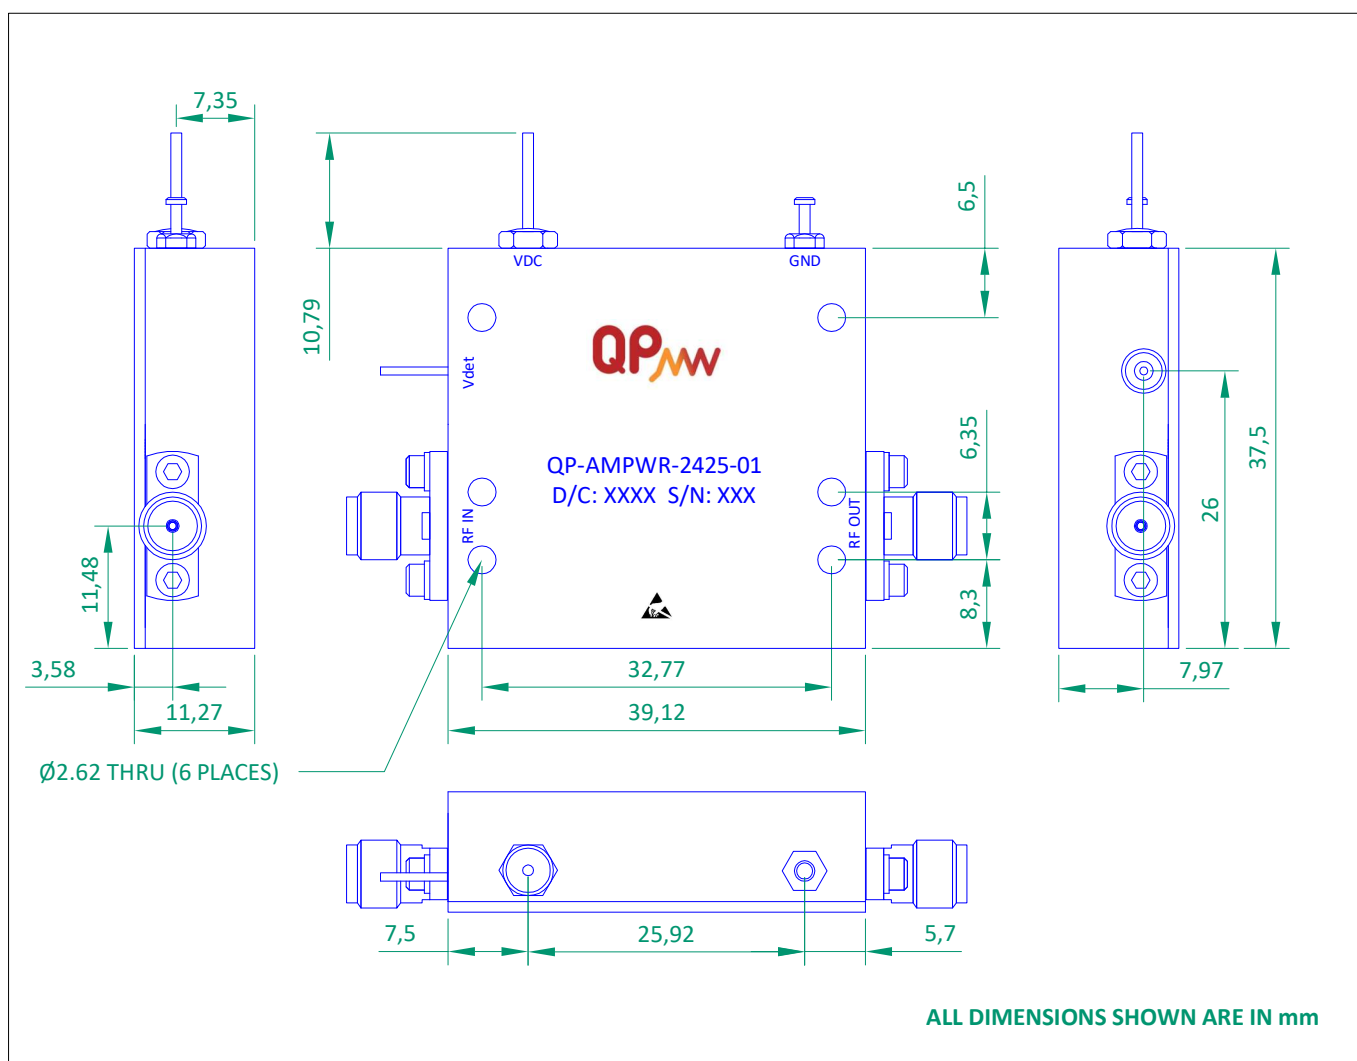 7,35
10,79
VDC
GND
6,5
Vdet
QPMW
QP-AMPWR-2425-01
D/C: XXXX S/N: XXX
RF IN
RF OUT
6,35
8,3
37,5
26
11,48
3,58
11,27
32,77
39,12
7,97
Ø2.62 THRU (6 PLACES)
7,5
25,92
5,7
ALL DIMENSIONS SHOWN ARE IN mm